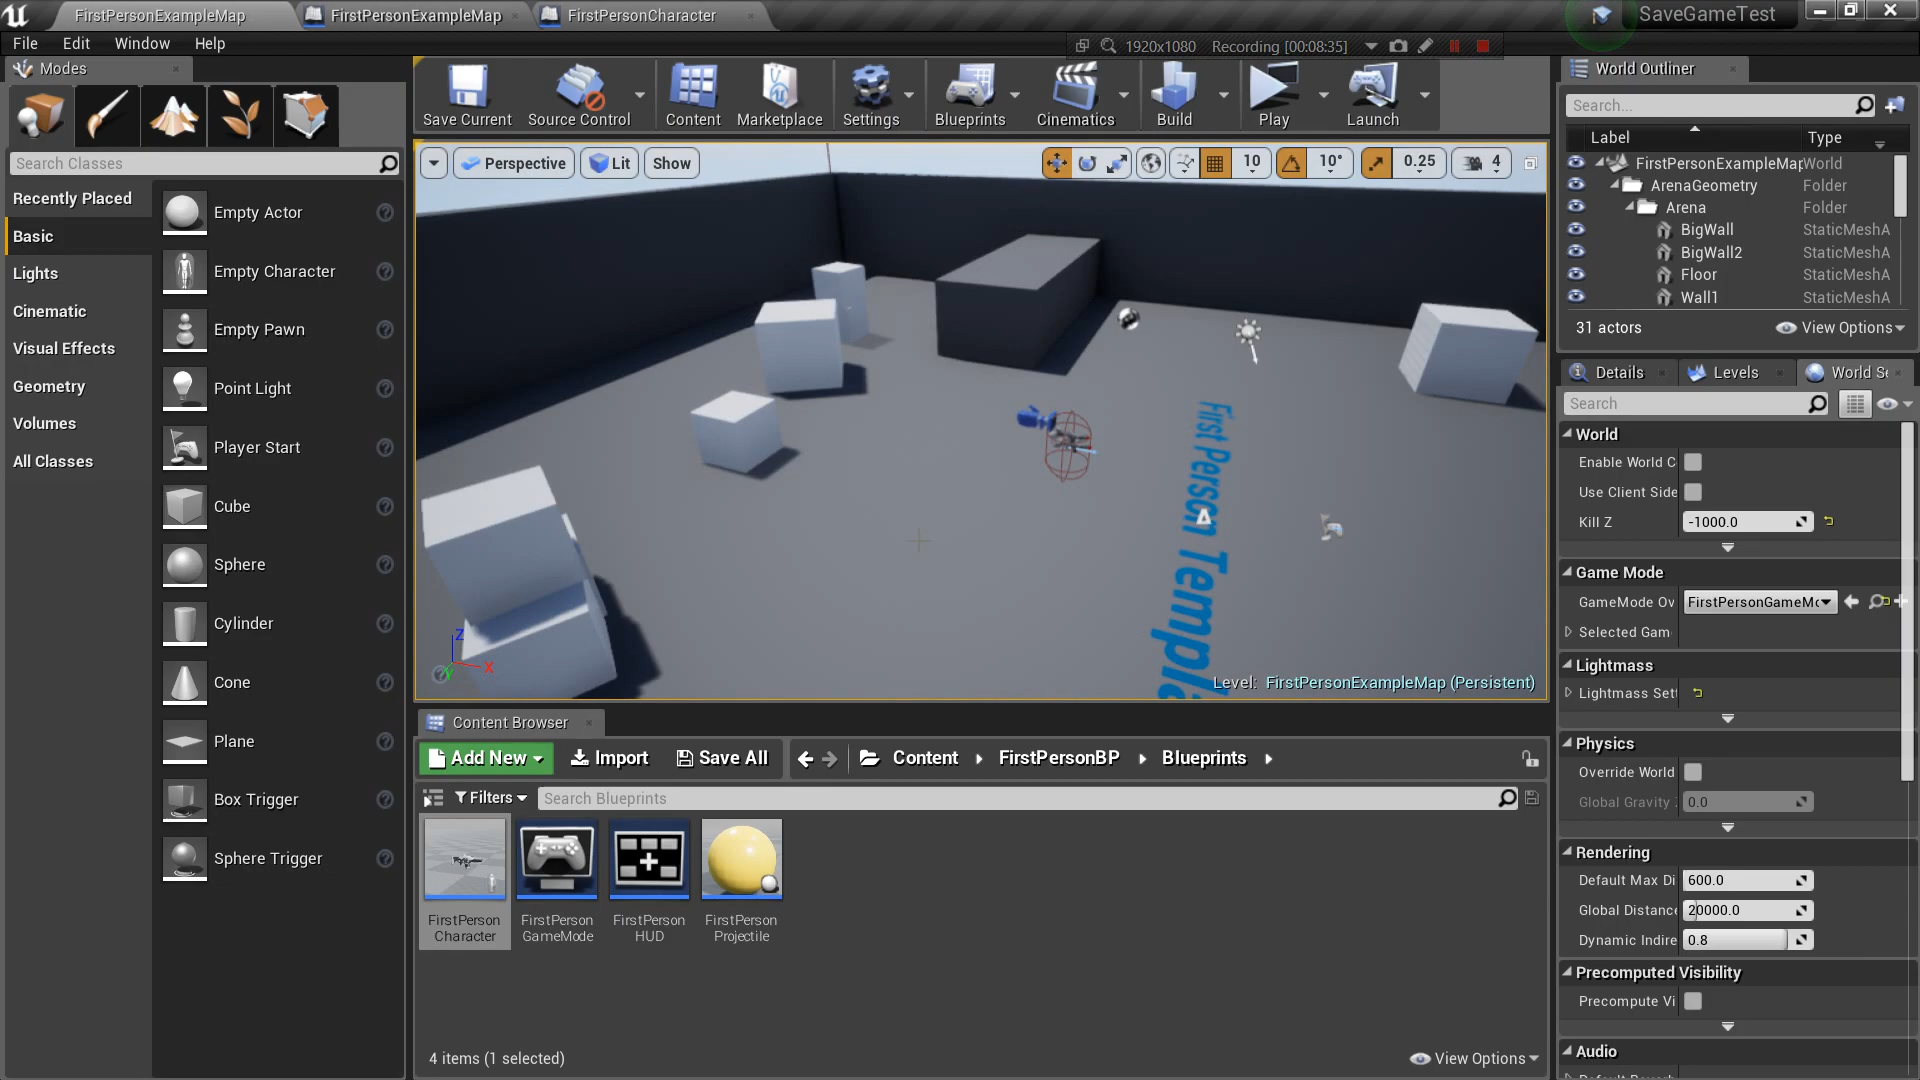 FirstPersonExampleMap
FirstPersonExampleMap
FirstPersonCharacter
SaveGameTest
File
Edit
Window
Help
1920x1080
Recording [00:08:35]
Modes
Search Classes
Recently Placed
Basic
Lights
Cinematic
Visual Effects
Geometry
Volumes
All Classes
Empty Actor
Empty Character
Empty Pawn
Point Light
Player Start
Cube
Sphere
Cylinder
Cone
Plane
Box Trigger
Sphere Trigger
Save Current
Source Control
Content
Marketplace
Settings
Blueprints
Cinematics
Build
Play
Launch
Perspective
Lit
Show
10
10°
0.25
4
First Person Templa
Z
X
Y
Level: FirstPersonExampleMap (Persistent)
Content Browser
Add New
Import
Save All
Content
FirstPersonBP
Blueprints
Filters
Search Blueprints
FirstPerson
Character
FirstPerson
GameMode
FirstPerson
HUD
FirstPerson
Projectile
4 items (1 selected)
View Options
World Outliner
Search...
Label
Type
FirstPersonExampleMap World
ArenaGeometry Folder
Arena Folder
BigWall StaticMeshA
BigWall2 StaticMeshA
Floor StaticMeshA
Wall1 StaticMeshA
31 actors
View Options
Details
Levels
World Se
Search
World
Enable World C
Use Client Side
Kill Z -1000.0
Game Mode
GameMode Ov FirstPersonGameMo
Selected Gam
Lightmass
Lightmass Sett
Physics
Override World
Global Gravity 0.0
Rendering
Default Max Di 600.0
Global Distance 20000.0
Dynamic Indire 0.8
Precomputed Visibility
Precompute Vi
Audio